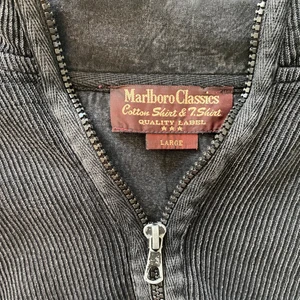 Marlboro Classics
Cotton Shirt & T.Shirt
QUALITY LABEL
★★★
LARGE